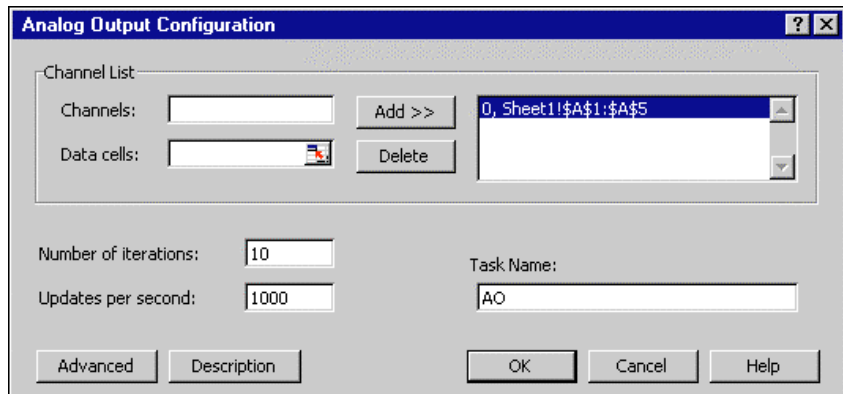 Analog Output Configuration
Channel List
Channels: Add >> 0, Sheet1!$A$1:$A$5
Data cells: Delete
Number of iterations: 10
Task Name:
Updates per second: 1000 AO
Advanced Description OK Cancel Help